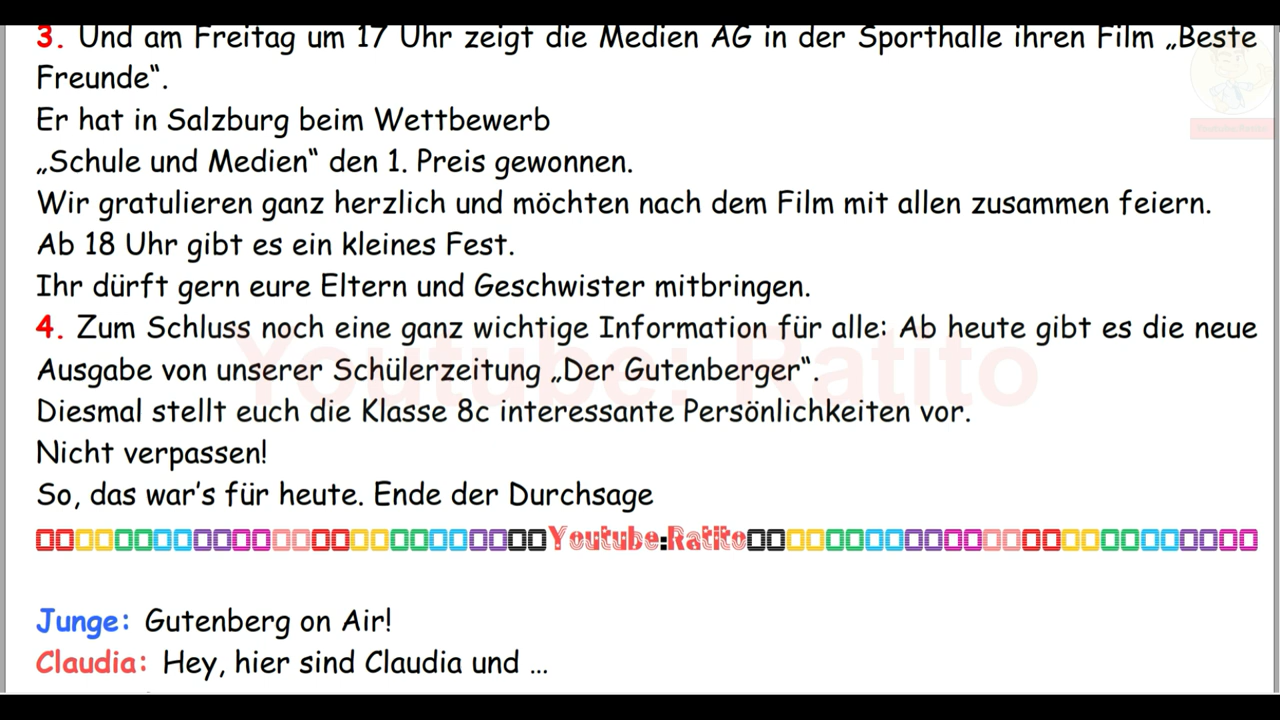 3. Und am Freitag um 17 Uhr zeigt die Medien AG in der Sporthalle ihren Film „Beste
Freunde“.
Er hat in Salzburg beim Wettbewerb
„Schule und Medien“ den 1. Preis gewonnen.
Wir gratulieren ganz herzlich und möchten nach dem Film mit allen zusammen feiern.
Ab 18 Uhr gibt es ein kleines Fest.
Ihr dürft gern eure Eltern und Geschwister mitbringen.
4. Zum Schluss noch eine ganz wichtige Information für alle: Ab heute gibt es die neue
Ausgabe von unserer Schülerzeitung „Der Gutenberger“.
Youtube: Ratito
Diesmal stellt euch die Klasse 8c interessante Persönlichkeiten vor.
Nicht verpassen!
So, das war’s für heute. Ende der Durchsage
Youtube:Ratito
Junge: Gutenberg on Air!
Claudia: Hey, hier sind Claudia und …